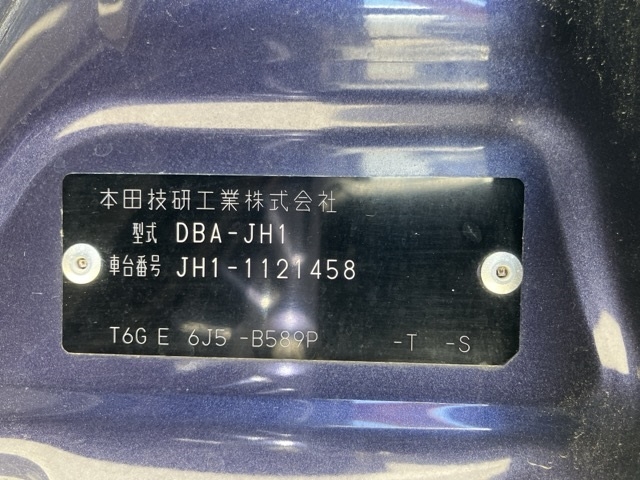 本田技研工業株式会社
型式 DBA-JH1
車台番号 JH1-1121458
T6G E 6J5 -B589P -T -S